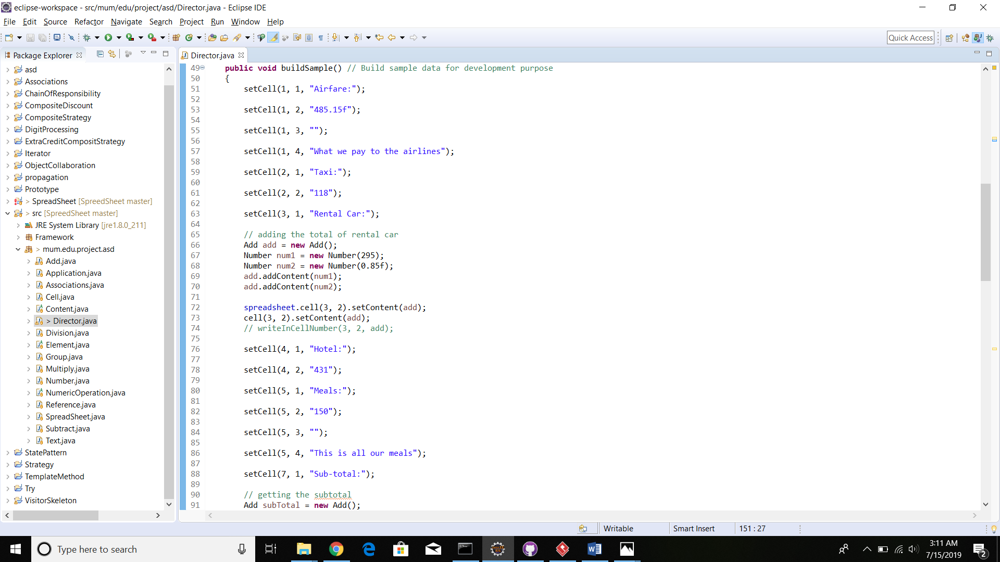 eclipse-workspace - src/mum/edu/project/asd/Director.java - Eclipse IDE
File Edit Source Refactor Navigate Search Project Run Window Help
Quick Access
Package Explorer
asd
Associations
ChainOfResponsibility
CompositeDiscount
CompositeStrategy
DigitProcessing
ExtraCreditCompositStrategy
Iterator
ObjectCollaboration
propagation
Prototype
> SpreadSheet [SpreedSheet master]
> src [SpreedSheet master]
JRE System Library [jre1.8.0_211]
Framework
> mum.edu.project.asd
Add.java
Application.java
Associations.java
Cell.java
Content.java
> Director.java
Division.java
Element.java
Group.java
Multiply.java
Number.java
NumericOperation.java
Reference.java
SpreadSheet.java
Subtract.java
Text.java
StatePattern
Strategy
TemplateMethod
Try
VisitorSkeleton
Director.java
49 public void buildSample() // Build sample data for development purpose
50 {
51 setCell(1, 1, "Airfare:");
52
53 setCell(1, 2, "485.15f");
54
55 setCell(1, 3, "");
56
57 setCell(1, 4, "What we pay to the airlines");
58
59 setCell(2, 1, "Taxi:");
60
61 setCell(2, 2, "118");
62
63 setCell(3, 1, "Rental Car:");
64
65 // adding the total of rental car
66 Add add = new Add();
67 Number num1 = new Number(295);
68 Number num2 = new Number(0.85f);
69 add.addContent(num1);
70 add.addContent(num2);
71
72 spreadsheet.cell(3, 2).setContent(add);
73 cell(3, 2).setContent(add);
74 // writeInCellNumber(3, 2, add);
75
76 setCell(4, 1, "Hotel:");
77
78 setCell(4, 2, "431");
79
80 setCell(5, 1, "Meals:");
81
82 setCell(5, 2, "150");
83
84 setCell(5, 3, "");
85
86 setCell(5, 4, "This is all our meals");
87
88 setCell(7, 1, "Sub-total:");
89
90 // getting the subtotal
91 Add subTotal = new Add();
Writable Smart Insert 151 : 27
Type here to search
3:11 AM
7/15/2019
2